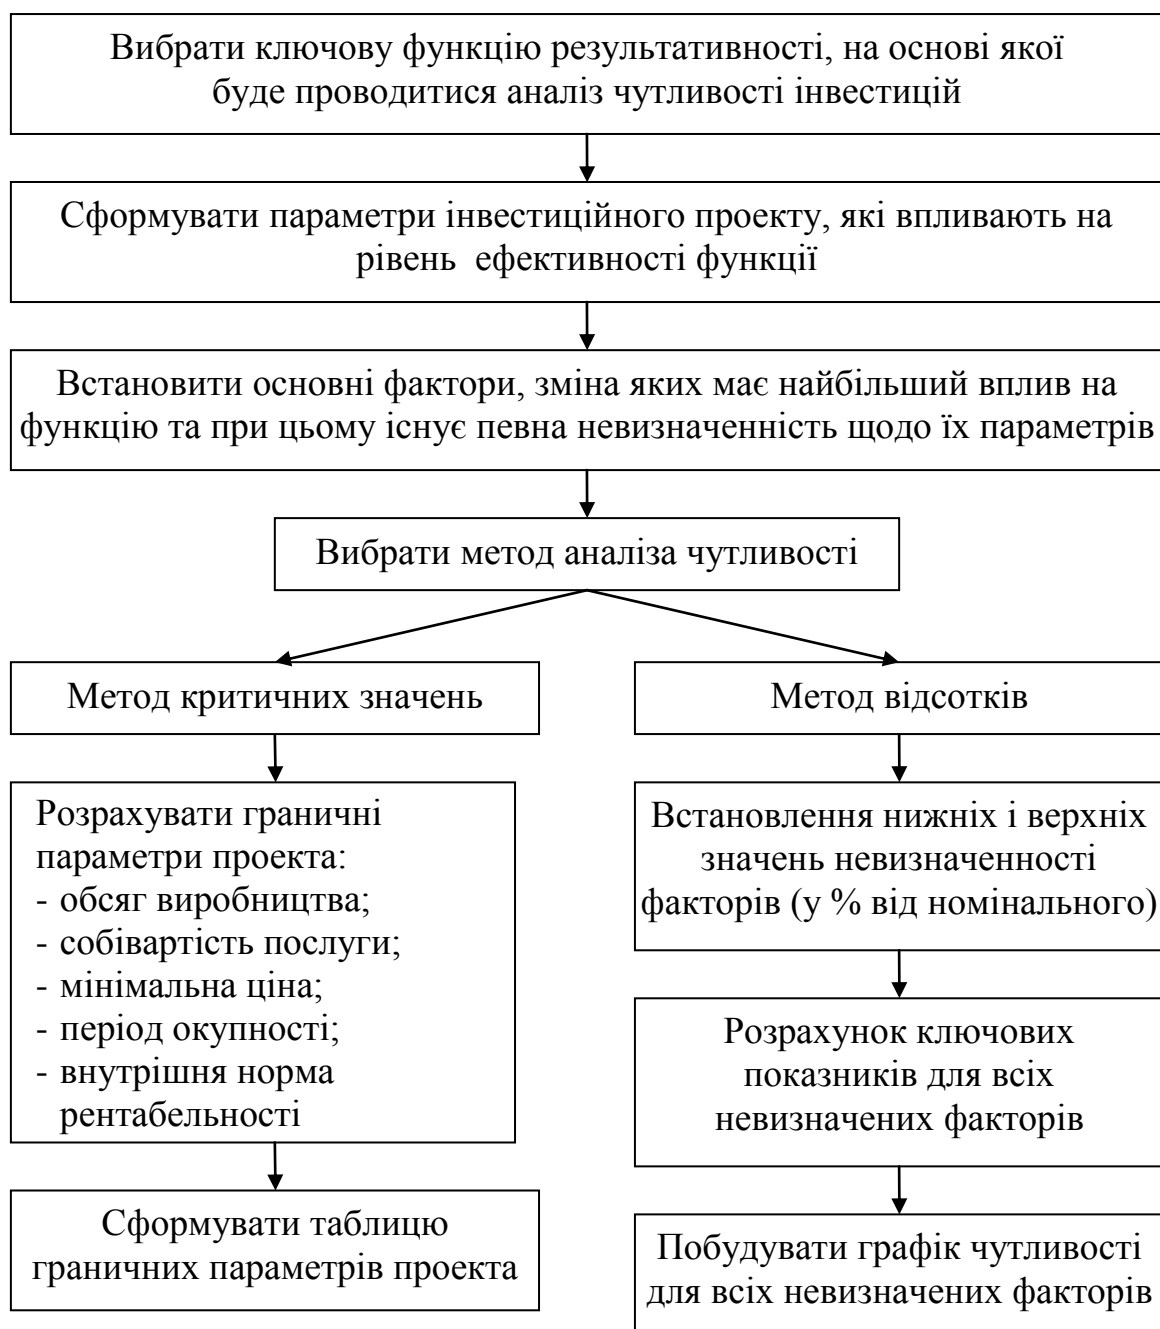 Вибрати ключову функцію результативності, на основі якої
буде проводитися аналіз чутливості інвестицій
Сформувати параметри інвестиційного проекту, які впливають на
рівень ефективності функції
Встановити основні фактори, зміна яких має найбільший вплив на
функцію та при цьому існує певна невизначенність щодо їх параметрів
Вибрати метод аналіза чутливості
Метод критичних значень
Розрахувати граничні
параметри проекта:
- обсяг виробництва;
- собівартість послуги;
- мінімальна ціна;
- період окупності;
- внутрішня норма
рентабельності
Сформувати таблицю
граничних параметрів проекта
Метод відсотків
Встановлення нижніх і верхніх
значень невизначенності
факторів (у % від номінального)
Розрахунок ключових
показників для всіх
невизначених факторів
Побудувати графік чутливості
для всіх невизначених факторів